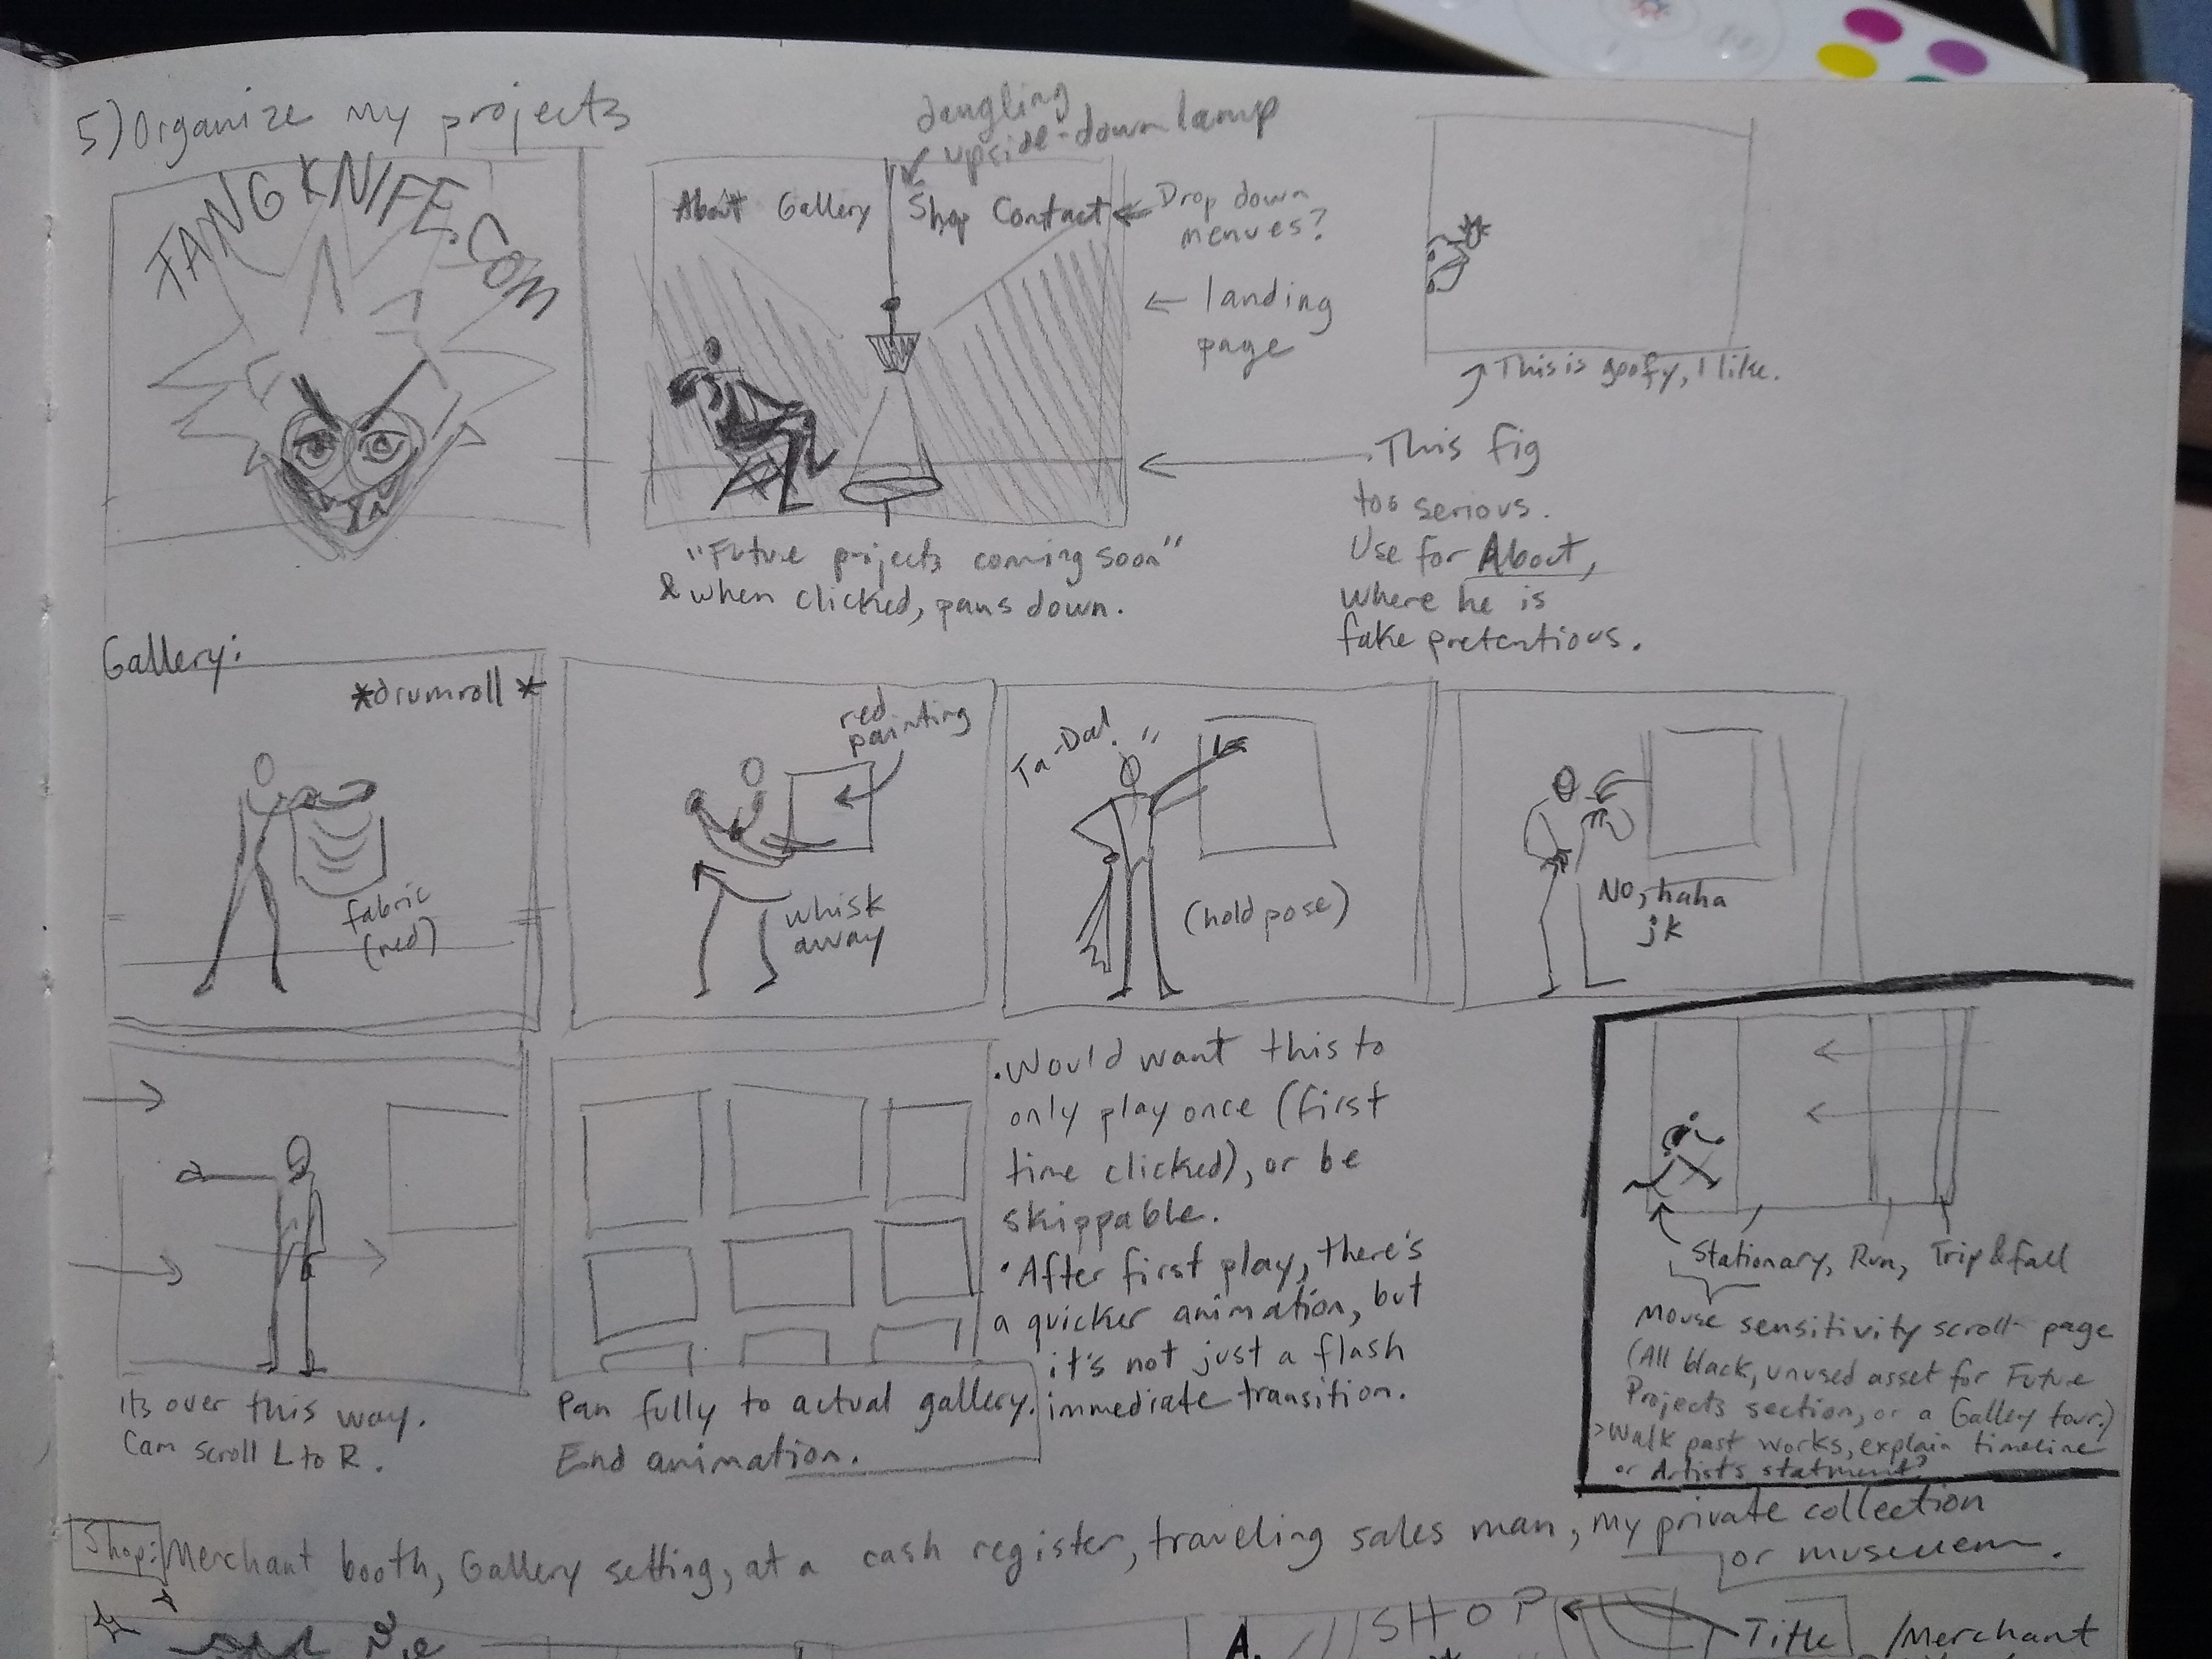 5) Organize my projects
FANGKNIFE.COM
dangling
upside-down lamp
About Gallery Shop Contact
Drop down
menues?
landing
page
"Future projects coming soon"
& when clicked, pans down.
This is goofy, I like.
This fig
too serious.
Use for About,
where he is
fake pretentious.
Gallery:
*drumroll*
fabric
(red)
red
painting
whisk
away
Ta-Da!"
(hold pose)
No, haha
jk
Its over this way.
Cam scroll L to R.
Pan fully to actual gallery.
End animation.
•Would want this to
only play once (first
time clicked), or be
skippable.
•After first play, there's
a quicker animation, but
it's not just a flash
immediate transition.
Stationary, Run, Trip & fall
Mouse sensitivity scroll page
(All black, unused asset for Future
Projects section, or a Gallery tour.)
>Walk past works, explain timeline
or Artists statment?
Shop: Merchant booth, Gallery setting, at a cash register, traveling sales man, my private collection
or museuem.
A.
SHOP
Title
/Merchant